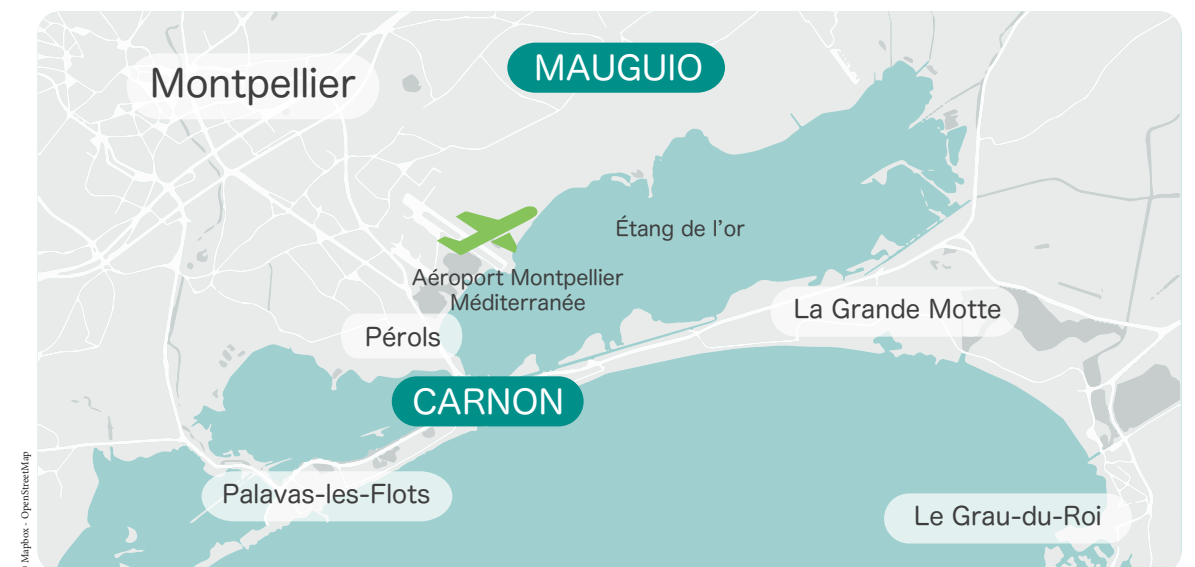 MAUGUIO
Montpellier
Étang de l'or
Aéroport Montpellier
Méditerranée
La Grande Motte
Pérols
CARNON
Palavas-les-Flots
Le Grau-du-Roi
Mapbox - OpenStreetMap